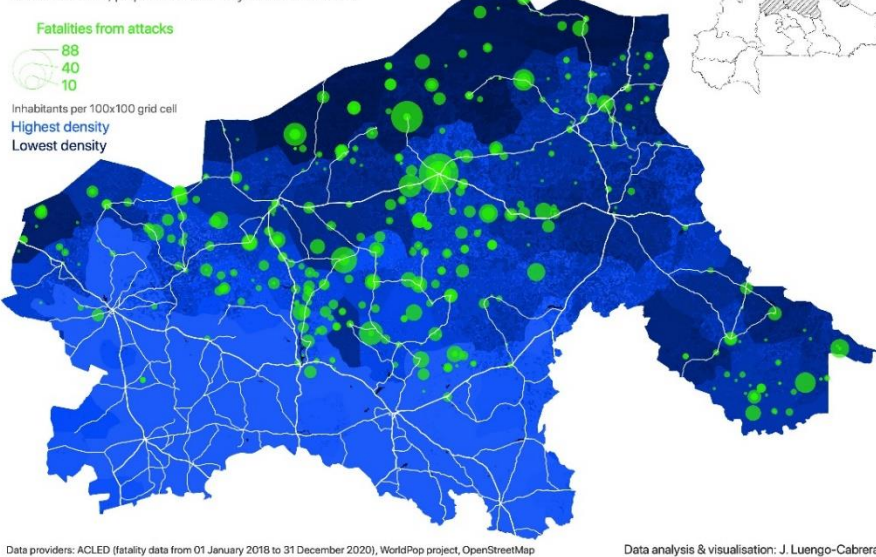 Fatalities from attacks
88
40
10
Inhabitants per 100x100 grid cell
Highest density
Lowest density
Data providers: ACLED (fatality data from 01 January 2018 to 31 December 2020), WorldPop project, OpenStreetMap
Data analysis & visualisation: J. Luengo-Cabrera